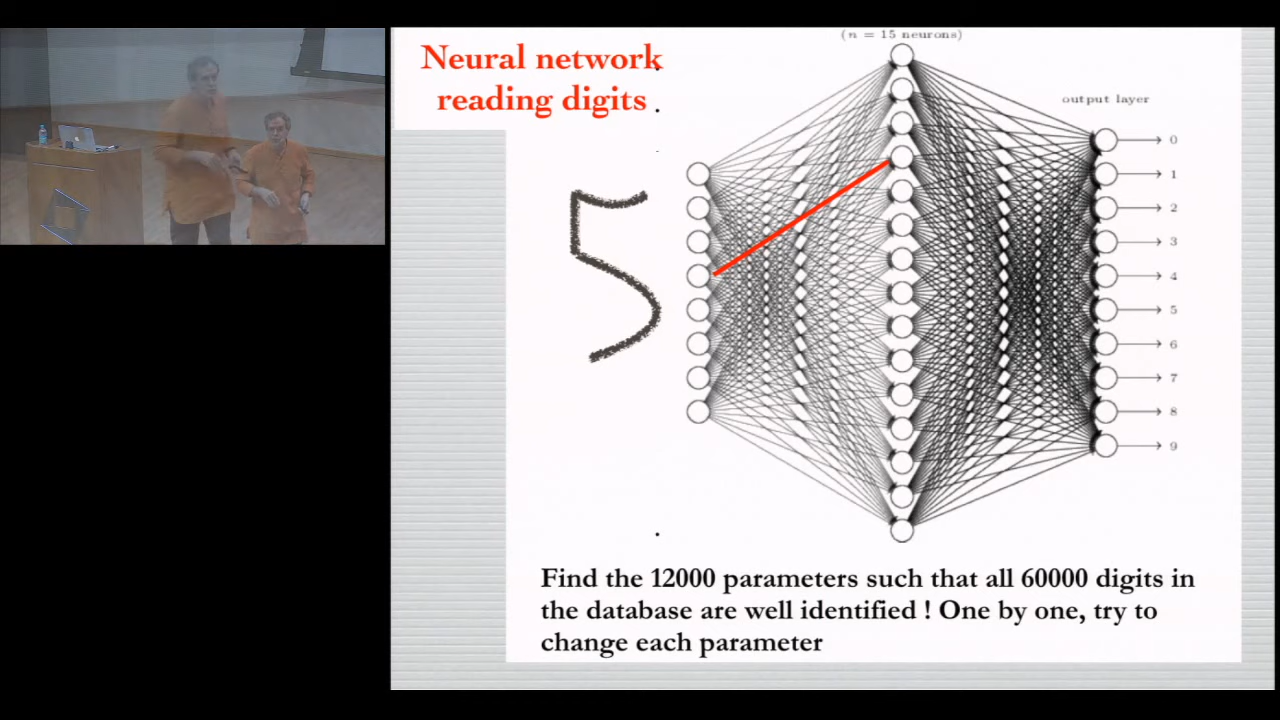 Neural network
reading digits
(n = 15 neurons)
output layer
0
1
2
3
4
5
6
7
8
9
5
Find the 12000 parameters such that all 60000 digits in
the database are well identified ! One by one, try to
change each parameter